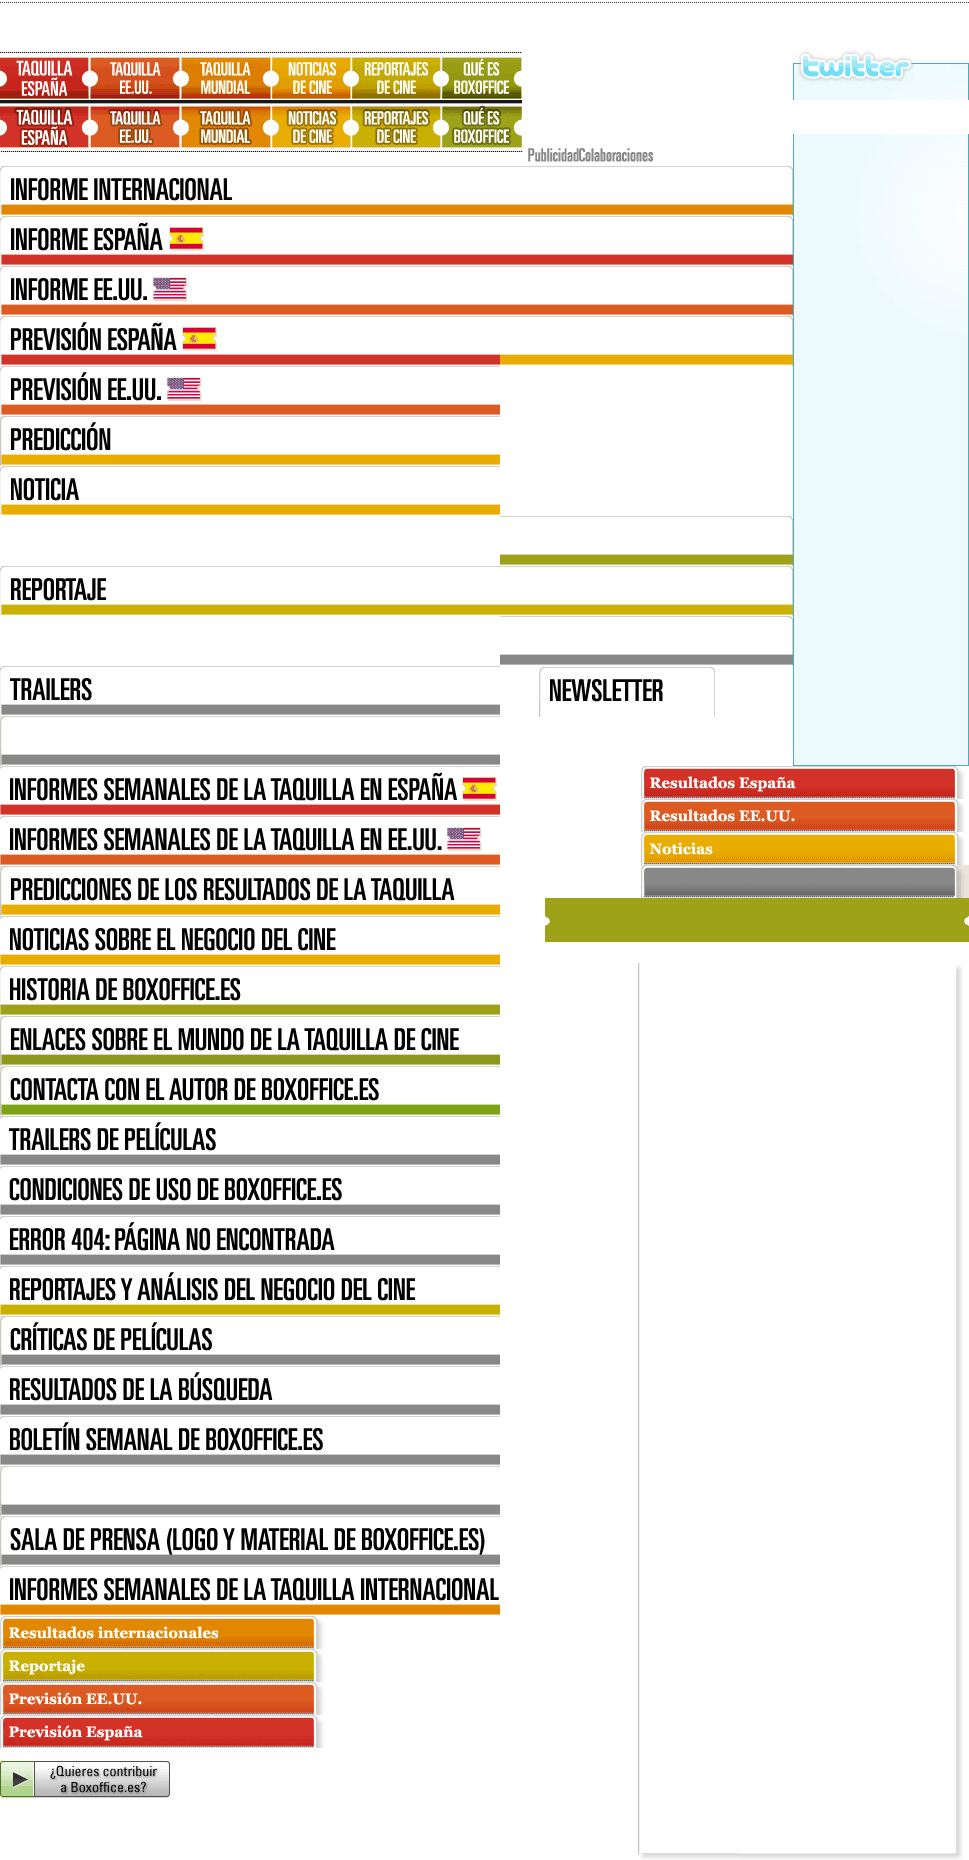 TAQUILLA
ESPAÑA
TAQUILLA
EE.UU.
TAQUILLA
MUNDIAL
NOTICIAS
DE CINE
REPORTAJES
DE CINE
QUÉ ES
BOXOFFICE
twitter
TAQUILLA
ESPAÑA
TAQUILLA
EE.UU.
TAQUILLA
MUNDIAL
NOTICIAS
DE CINE
REPORTAJES
DE CINE
QUÉ ES
BOXOFFICE
PublicidadColaboraciones
INFORME INTERNACIONAL
INFORME ESPAÑA
INFORME EE.UU.
PREVISIÓN ESPAÑA
PREVISIÓN EE.UU.
PREDICCIÓN
NOTICIA
REPORTAJE
TRAILERS
NEWSLETTER
INFORMES SEMANALES DE LA TAQUILLA EN ESPAÑA
Resultados España
Resultados EE.UU.
INFORMES SEMANALES DE LA TAQUILLA EN EE.UU.
Noticias
PREDICCIONES DE LOS RESULTADOS DE LA TAQUILLA
NOTICIAS SOBRE EL NEGOCIO DEL CINE
HISTORIA DE BOXOFFICE.ES
ENLACES SOBRE EL MUNDO DE LA TAQUILLA DE CINE
CONTACTA CON EL AUTOR DE BOXOFFICE.ES
TRAILERS DE PELÍCULAS
CONDICIONES DE USO DE BOXOFFICE.ES
ERROR 404: PÁGINA NO ENCONTRADA
REPORTAJES Y ANÁLISIS DEL NEGOCIO DEL CINE
CRÍTICAS DE PELÍCULAS
RESULTADOS DE LA BÚSQUEDA
BOLETÍN SEMANAL DE BOXOFFICE.ES
SALA DE PRENSA (LOGO Y MATERIAL DE BOXOFFICE.ES)
INFORMES SEMANALES DE LA TAQUILLA INTERNACIONAL
Resultados internacionales
Reportaje
Previsión EE.UU.
Previsión España
¿Quieres contribuir
a Boxoffice.es?